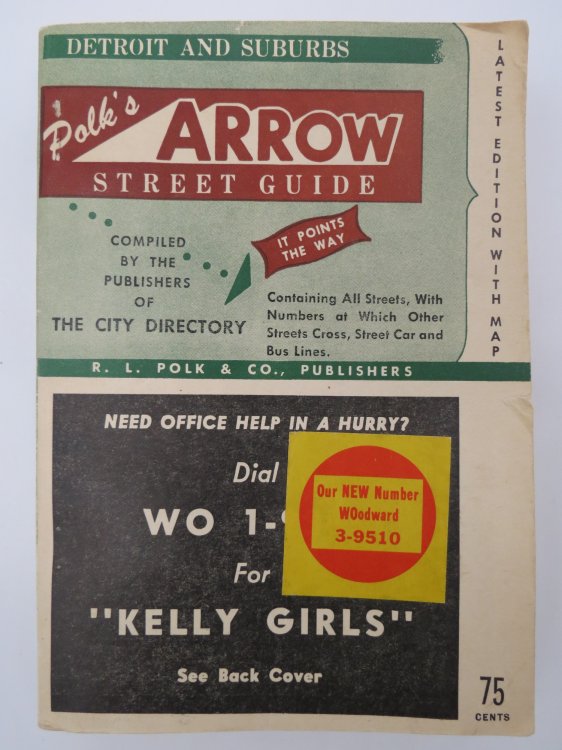 DETROIT AND SUBURBS
Polk's ARROW
STREET GUIDE
LATEST EDITION WITH MAP
COMPILED
BY THE
PUBLISHERS
OF
THE CITY DIRECTORY
IT POINTS
THE WAY
Containing All Streets, With
Numbers at Which Other
Streets Cross, Street Car and
Bus Lines.
R. L. POLK & CO., PUBLISHERS
NEED OFFICE HELP IN A HURRY?
Dial
WO 1-
Our NEW Number
WOodward
3-9510
For
"KELLY GIRLS"
See Back Cover
75
CENTS